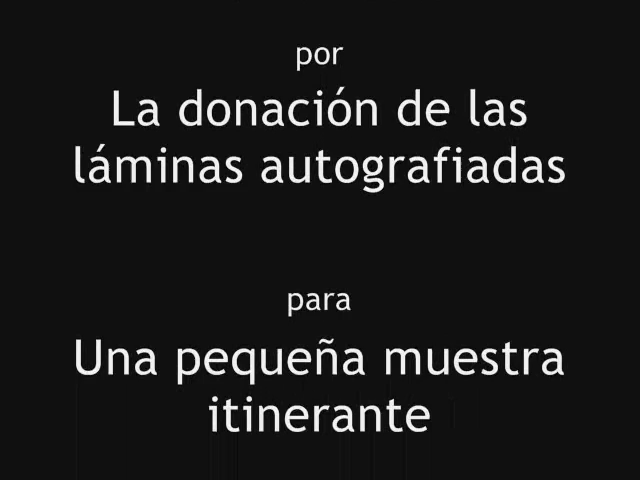 por
La donación de las
láminas autografiadas
para
Una pequeña muestra
itinerante